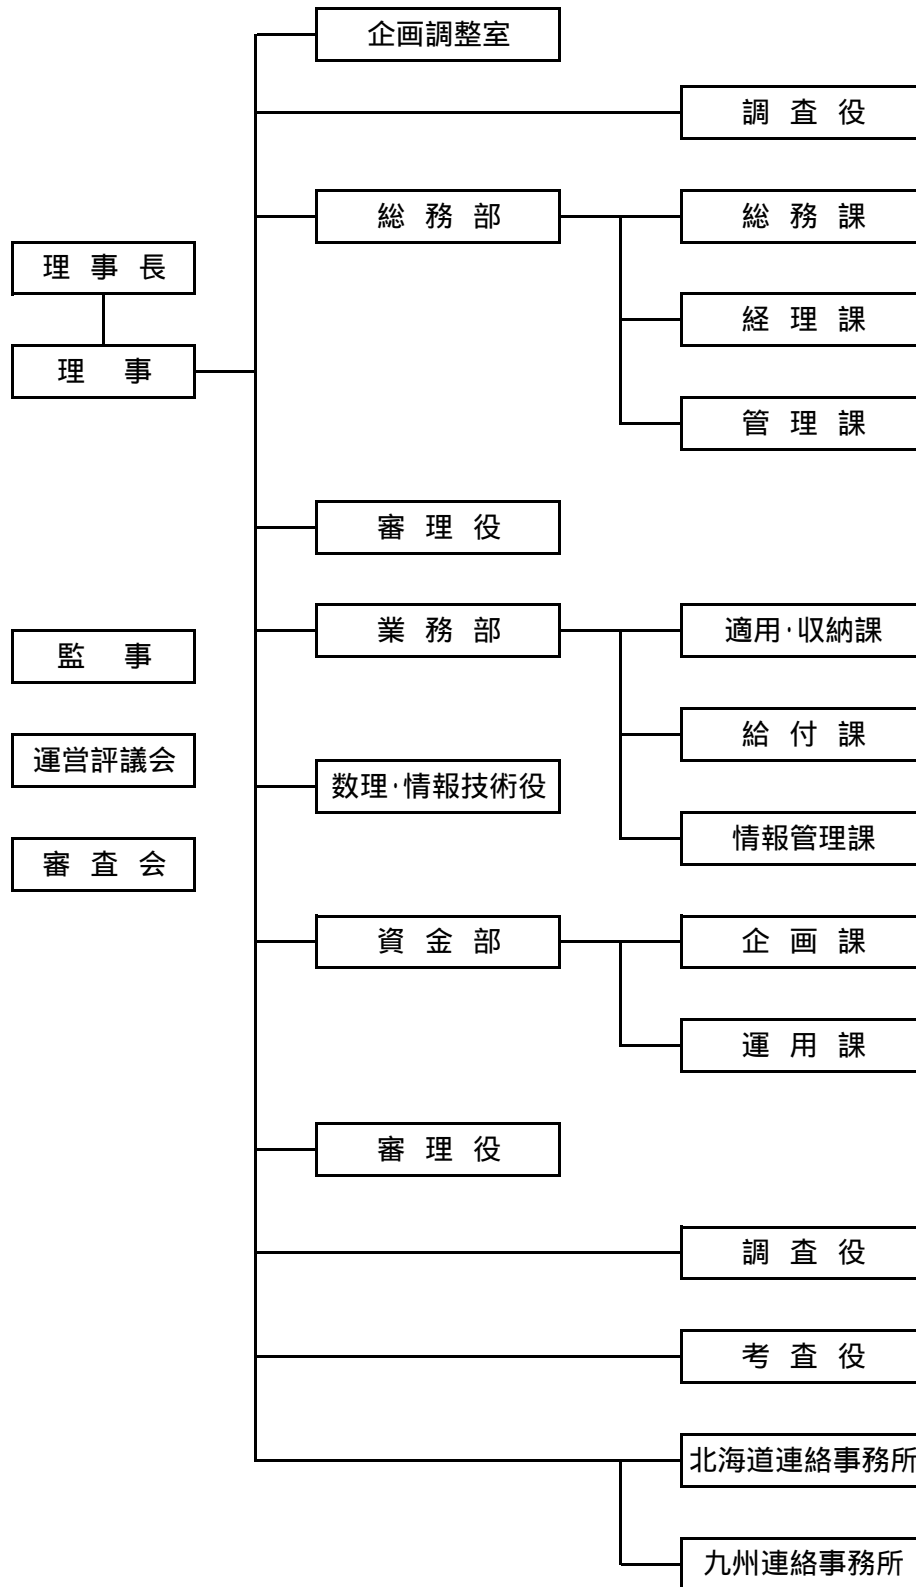 企画調整室
調査役
総務部
総務課
理事長
経理課
理事
管理課
審理役
業務部
適用・収納課
監事
給付課
運営評議会
数理・情報技術役
情報管理課
審査会
資金部
企画課
運用課
審理役
調査役
考査役
北海道連絡事務所
九州連絡事務所